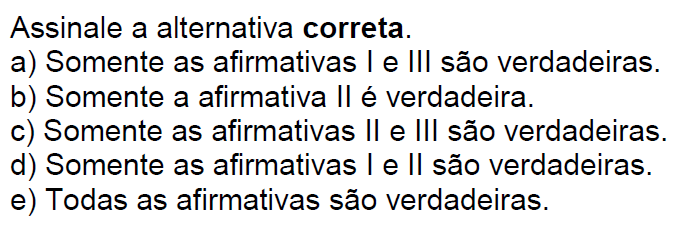 Assinale a alternativa correta.
a) Somente as afirmativas I e III são verdadeiras.
b) Somente a afirmativa II é verdadeira.
c) Somente as afirmativas II e III são verdadeiras.
d) Somente as afirmativas I e II são verdadeiras.
e) Todas as afirmativas são verdadeiras.